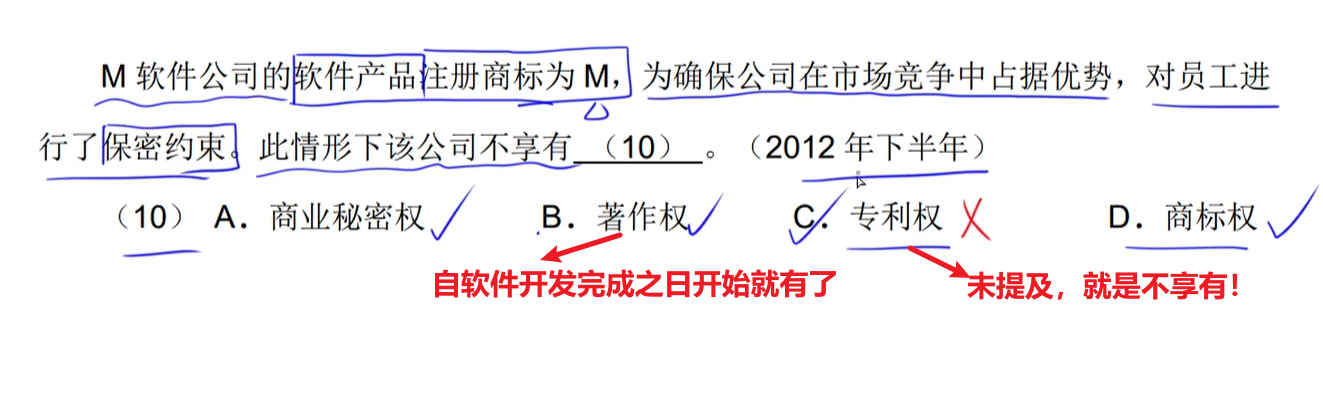 M 软件公司的软件产品注册商标为 M，为确保公司在市场竞争中占据优势，对员工进
行了保密约束。此情形下该公司不享有（10）。（2012 年下半年）
（10）A．商业秘密权 B．著作权 C．专利权 D．商标权
自软件开发完成之日开始就有了 未提及，就是不享有！